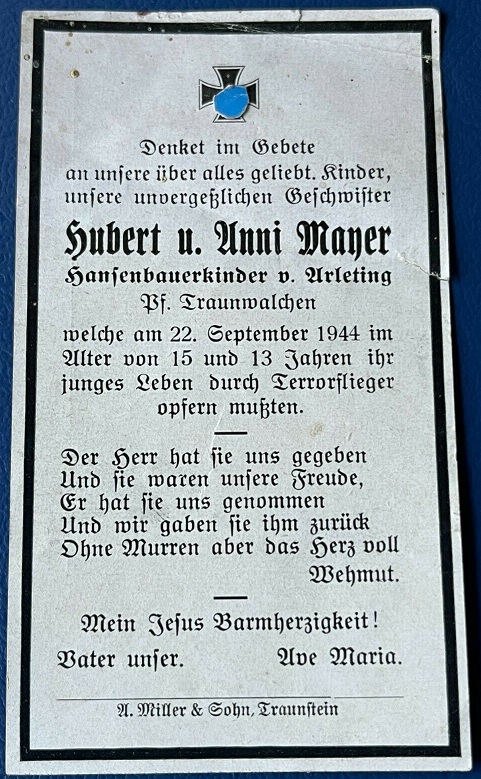 Denket im Gebete
an unsere über alles geliebt. Kinder,
unsere unvergeßlichen Geschwister
Hubert u. Anni Mayer
Hansenbauerkinder v. Arleting
Pf. Traunwalchen
welche am 22. September 1944 im
Alter von 15 und 13 Jahren ihr
junges Leben durch Terrorflieger
opfern mußten.
Der Herr hat sie uns gegeben
Und sie waren unsere Freude,
Er hat sie uns genommen
Und wir gaben sie ihm zurück
Ohne Murren aber das Herz voll
Wehmut.
Mein Jesus Barmherzigkeit!
Vater unser. Ave Maria.
A. Miller & Sohn, Traunstein